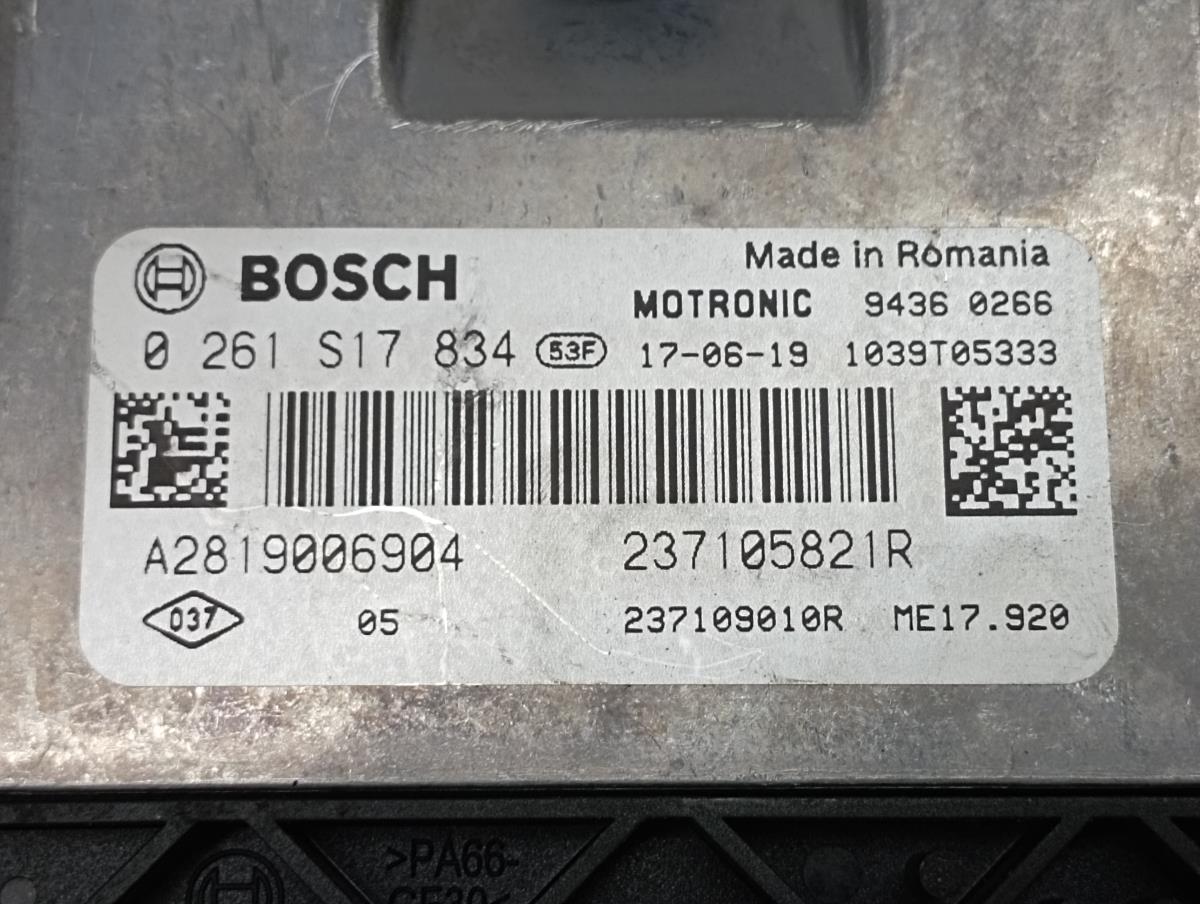 BOSCH
Made in Romania
MOTRONIC 9436 0266
0 261 S17 834 53F 17-06-19 1039T05333
A2819006904 237105821R
037 05 237109010R ME17.920
>PA66-
GF30<